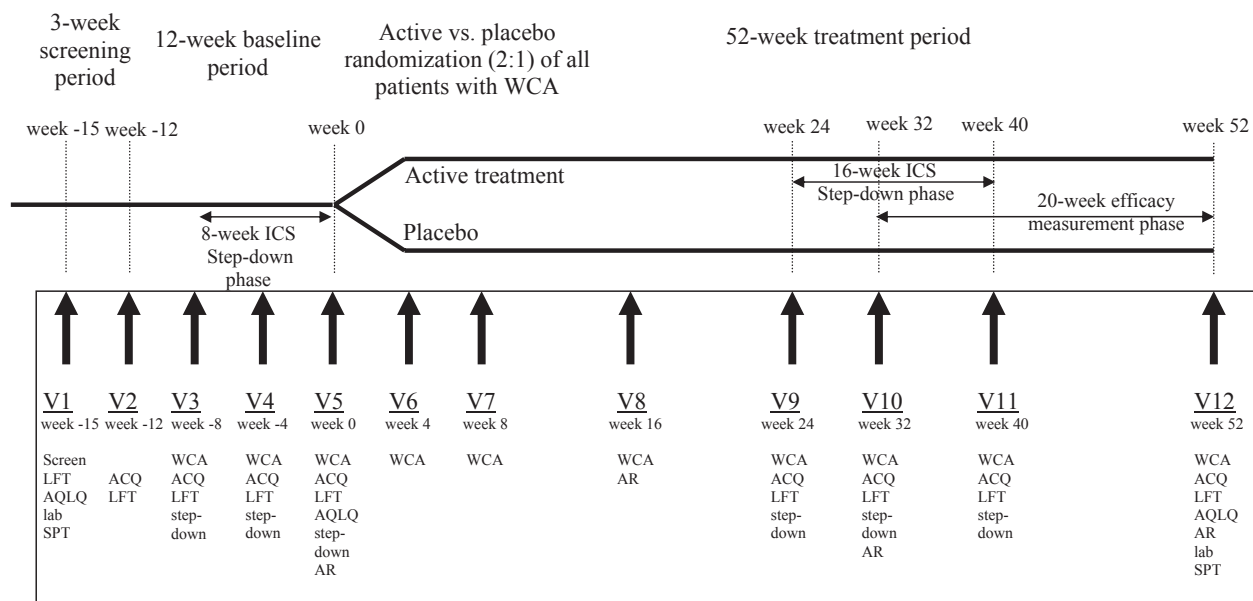 3-week
screening
period
12-week baseline
period
Active vs. placebo
randomization (2:1) of all
patients with WCA
52-week treatment period
week -15 week -12
week 0
week 24
week 32
week 40
week 52
Active treatment
16-week ICS
Step-down phase
20-week efficacy
measurement phase
8-week ICS
Step-down
phase
Placebo
V1
week -15
Screen
LFT
AQLQ
lab
SPT
V2
week -12
ACQ
LFT
V3
week -8
WCA
ACQ
LFT
step-
down
V4
week -4
WCA
ACQ
LFT
step-
down
V5
week 0
WCA
ACQ
LFT
AQLQ
step-
down
AR
V6
week 4
WCA
V7
week 8
WCA
V8
week 16
WCA
AR
V9
week 24
WCA
ACQ
LFT
step-
down
V10
week 32
WCA
ACQ
LFT
step-
down
AR
V11
week 40
WCA
ACQ
LFT
step-
down
V12
week 52
WCA
ACQ
LFT
AQLQ
AR
lab
SPT